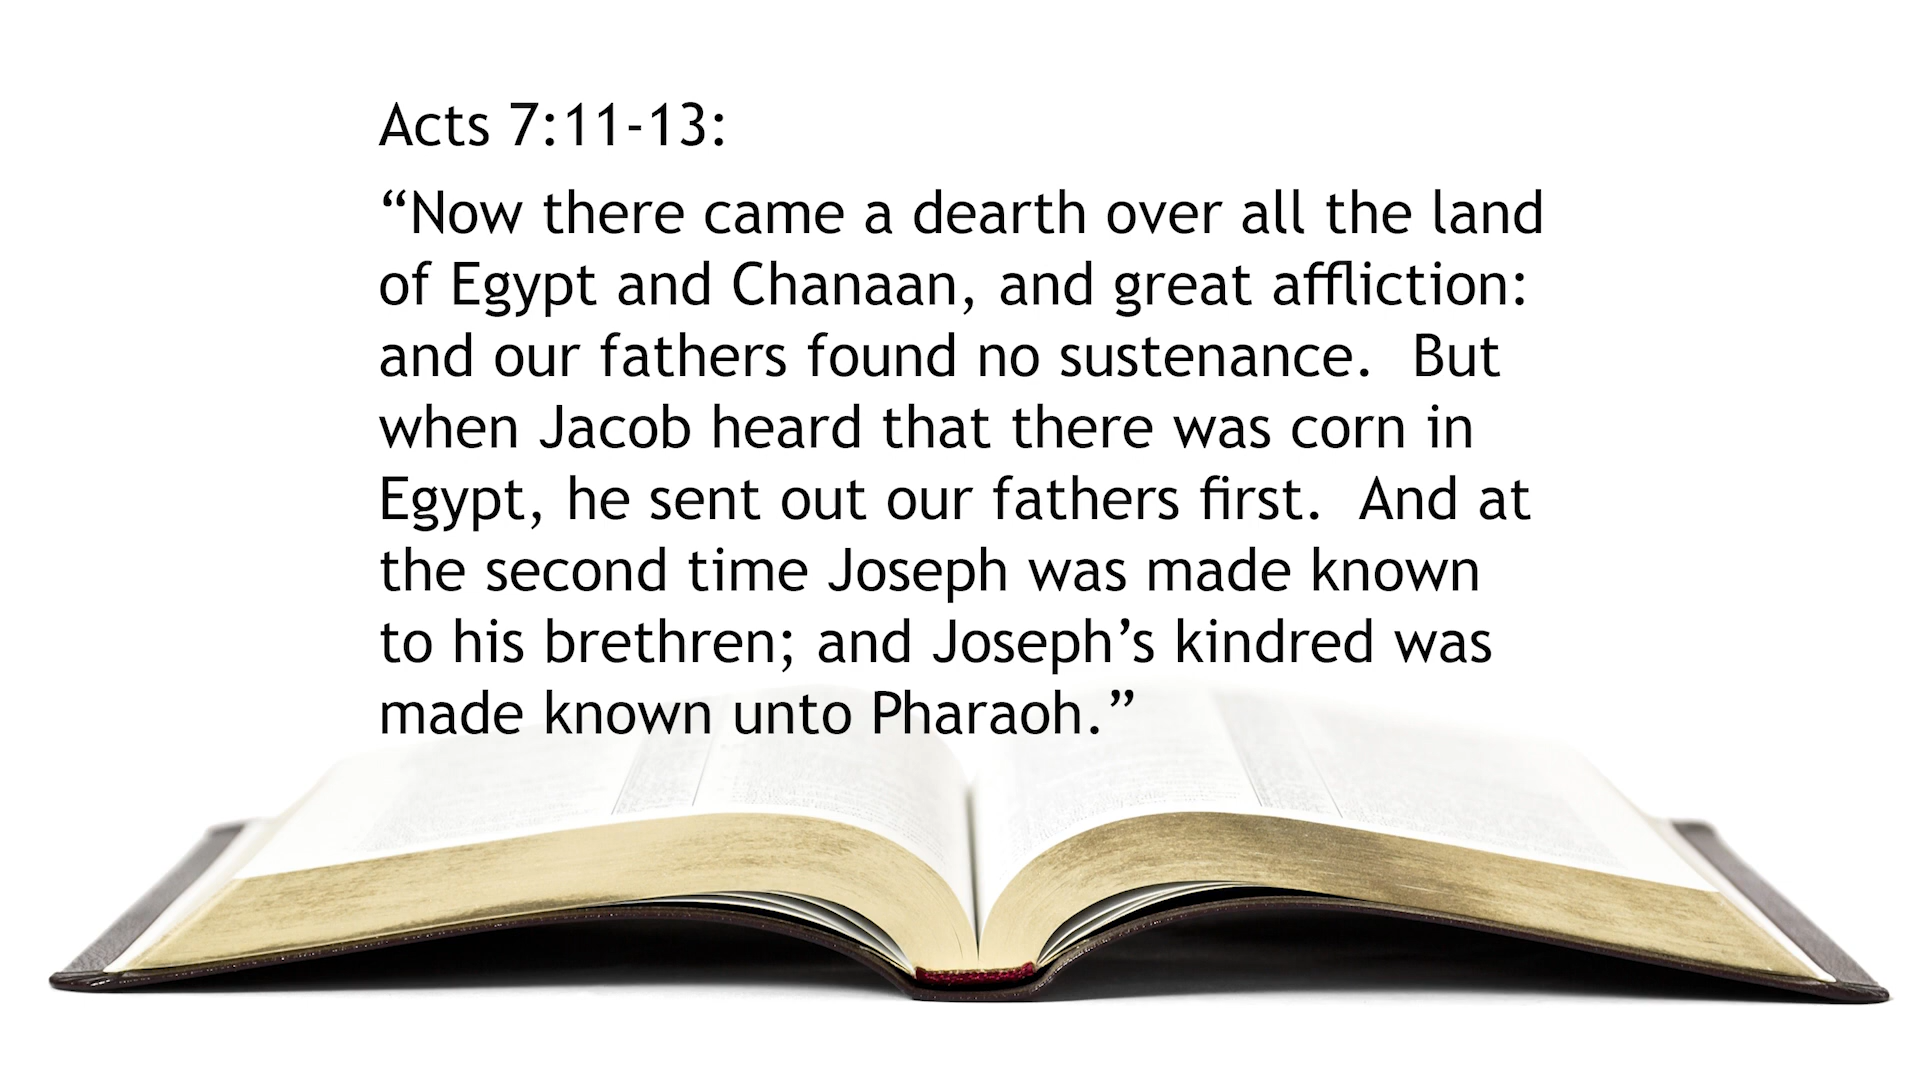 Acts 7:11-13:
“Now there came a dearth over all the land
of Egypt and Chanaan, and great affliction:
and our fathers found no sustenance.  But
when Jacob heard that there was corn in
Egypt, he sent out our fathers first.  And at
the second time Joseph was made known
to his brethren; and Joseph’s kindred was
made known unto Pharaoh.”